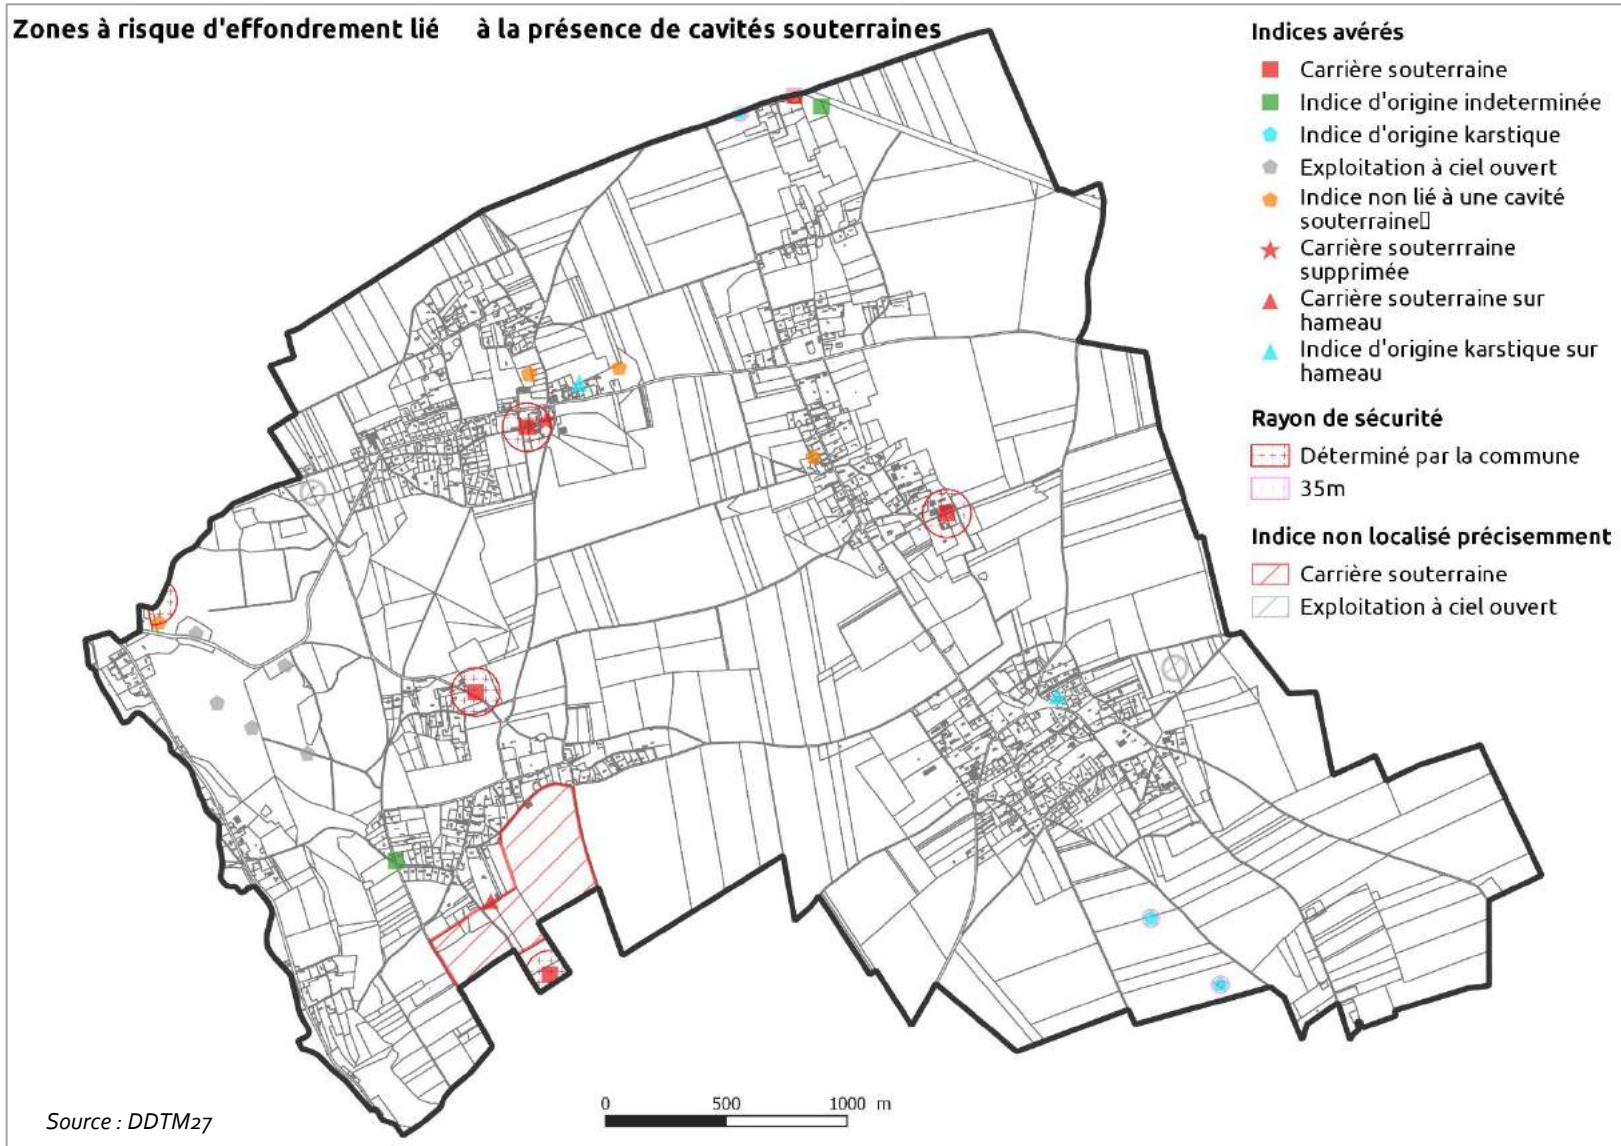 Zones à risque d'effondrement lié à la présence de cavités souterraines
Indices avérés
Carrière souterraine
Indice d'origine indeterminée
Indice d'origine karstique
Exploitation à ciel ouvert
Indice non lié à une cavité
souterraine
Carrière souterrraine
supprimée
Carrière souterraine sur
hameau
Indice d'origine karstique sur
hameau
Rayon de sécurité
Déterminé par la commune
35m
Indice non localisé précisemment
Carrière souterraine
Exploitation à ciel ouvert
0 500 1000 m
Source : DDTM27